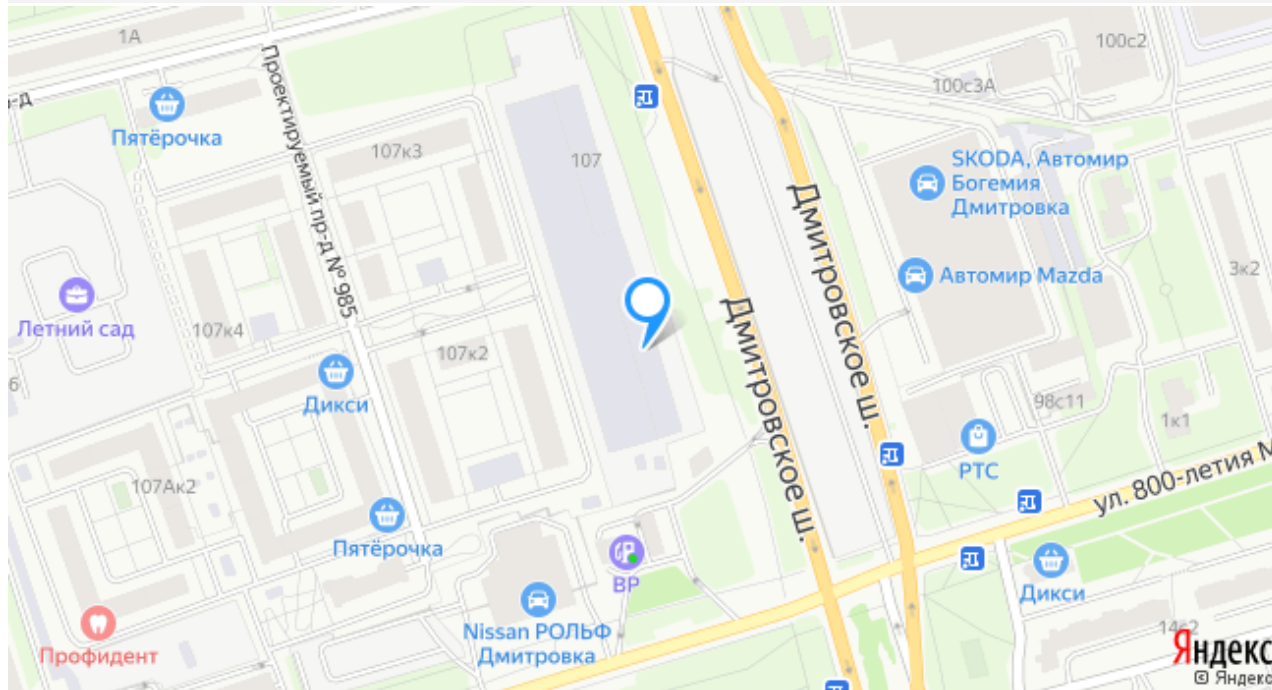 1А
100с2
р-д
Проектируемый пр-д № 985
100с3А
Пятёрочка
107к3
107
SKODA, Автомир
Богемия
Дмитровка
Дмитровское ш.
3к2
Автомир Mazda
Летний сад
107к4
107к2
Дмитровское ш.
6
Дикси
98с11
1к1
РТС
ул. 800-летия М
107Ак2
Пятёрочка
BP
Дикси
Nissan РОЛЬФ
Дмитровка
Профидент
14с2
Яндекс
© Яндекс